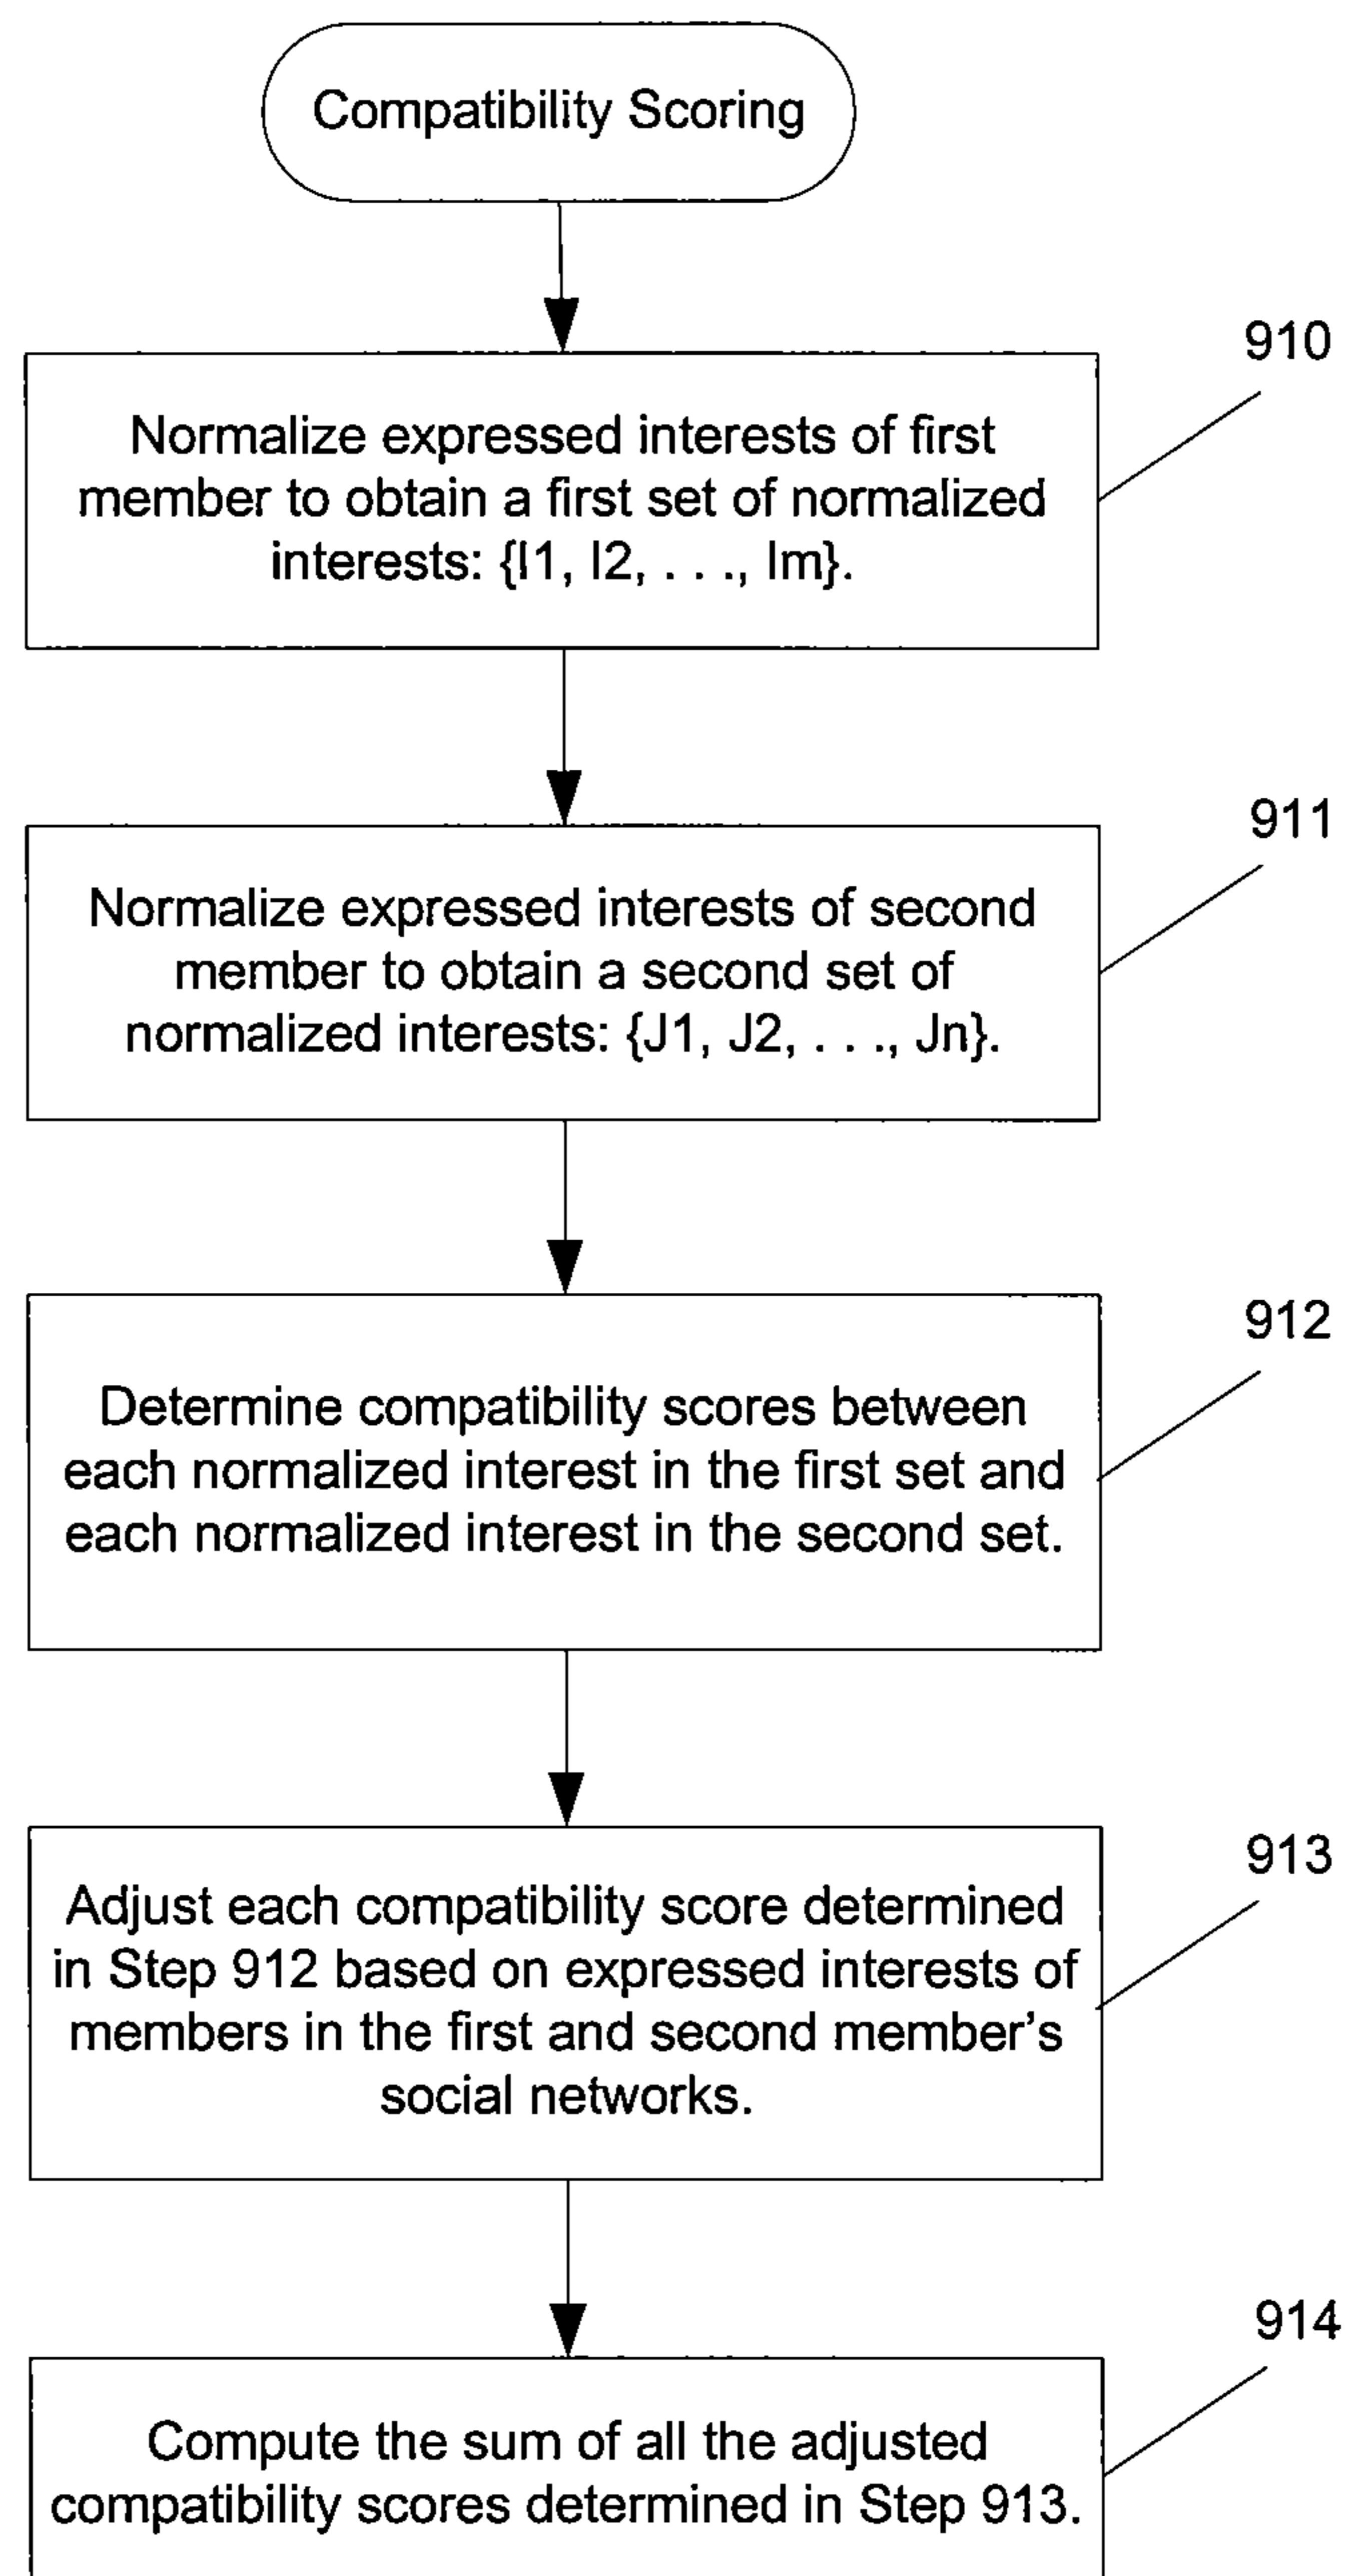 Compatibility Scoring
910
Normalize expressed interests of first
member to obtain a first set of normalized
interests: {I1, I2, . . ., Im}.
911
Normalize expressed interests of second
member to obtain a second set of
normalized interests: {J1, J2, . . ., Jn}.
912
Determine compatibility scores between
each normalized interest in the first set and
each normalized interest in the second set.
913
Adjust each compatibility score determined
in Step 912 based on expressed interests of
members in the first and second member's
social networks.
914
Compute the sum of all the adjusted
compatibility scores determined in Step 913.